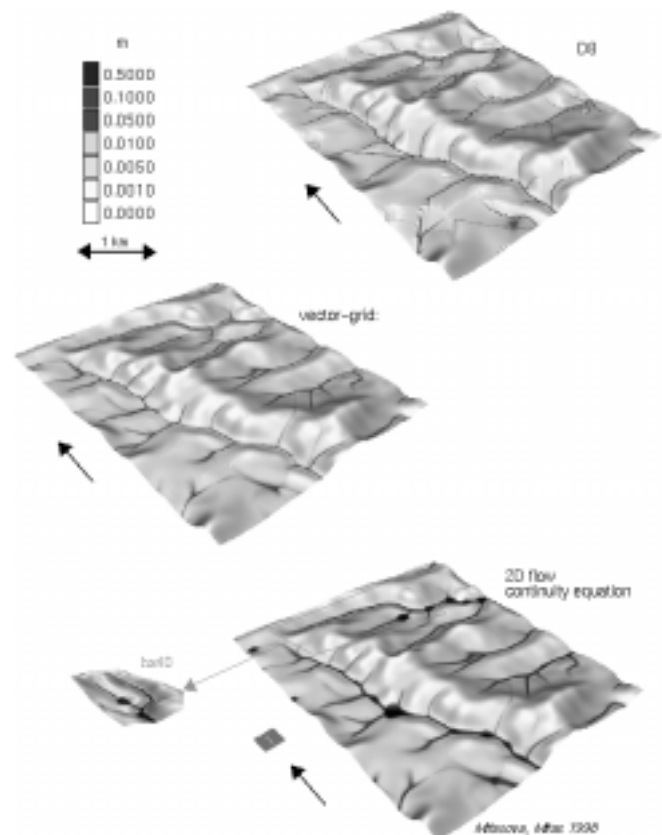 m
D8
0.5000
0.1000
0.0500
0.0100
0.0050
0.0010
0.0000
1 km
vector-grid:
2D flow
continuity equation
Mitasova, Mitas 1998